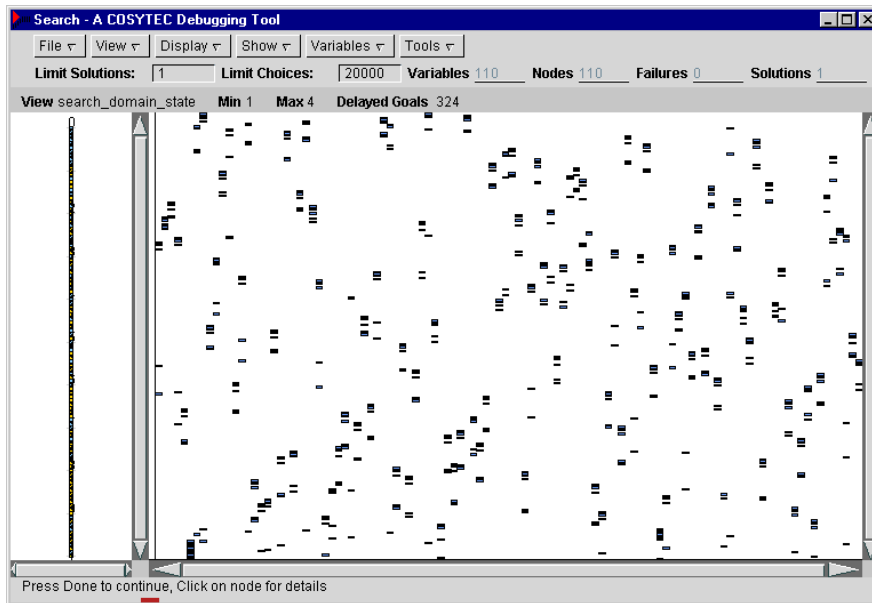 Search - A COSYTEC Debugging Tool
File View Display Show Variables Tools
Limit Solutions: 1 Limit Choices: 20000 Variables 110 Nodes 110 Failures 0 Solutions 1
View search_domain_state Min 1 Max 4 Delayed Goals 324
Press Done to continue, Click on node for details